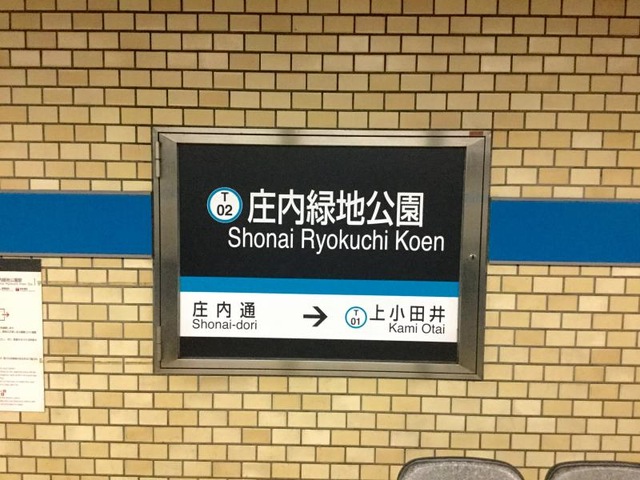 T
02
庄内緑地公園
Shonai Ryokuchi Koen
庄内通
Shonai-dori
→
T
01
上小田井
Kami Otai